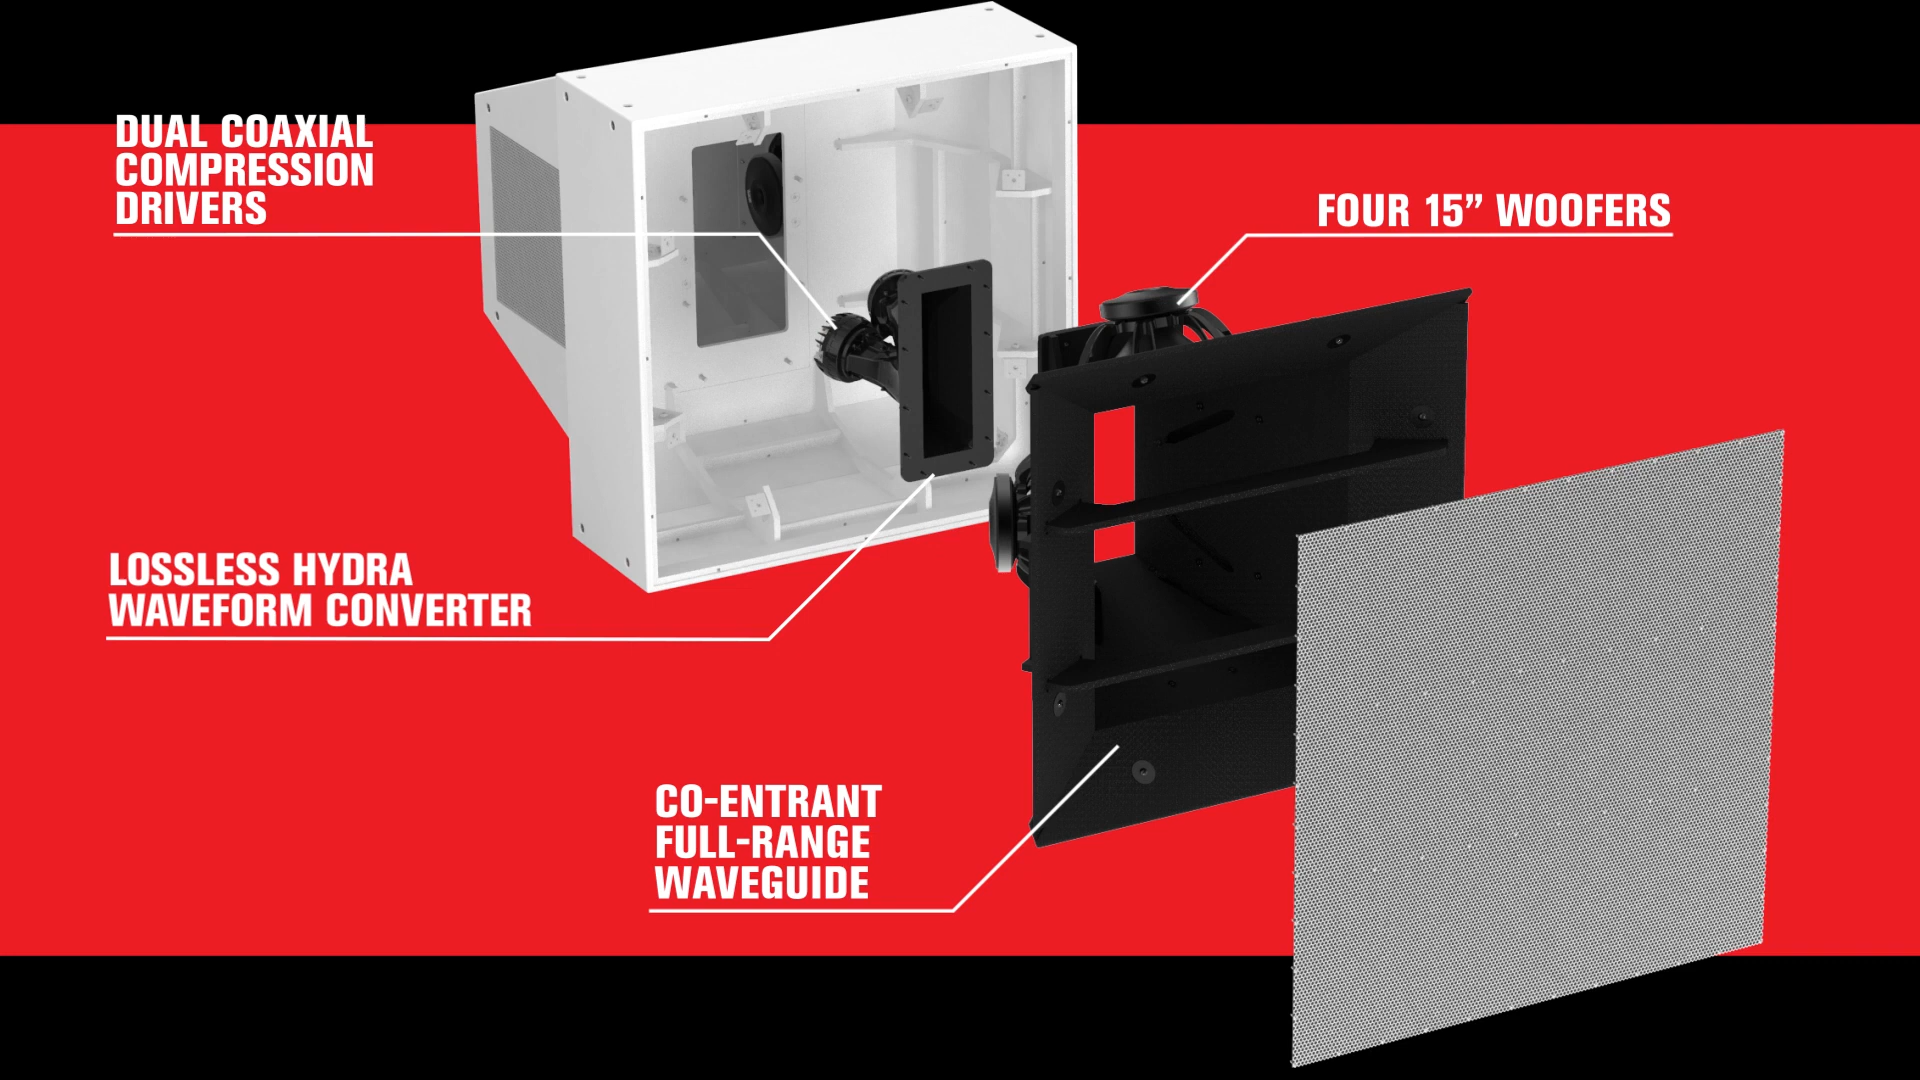 DUAL COAXIAL
COMPRESSION
DRIVERS
FOUR 15” WOOFERS
LOSSLESS HYDRA
WAVEFORM CONVERTER
CO-ENTRANT
FULL-RANGE
WAVEGUIDE